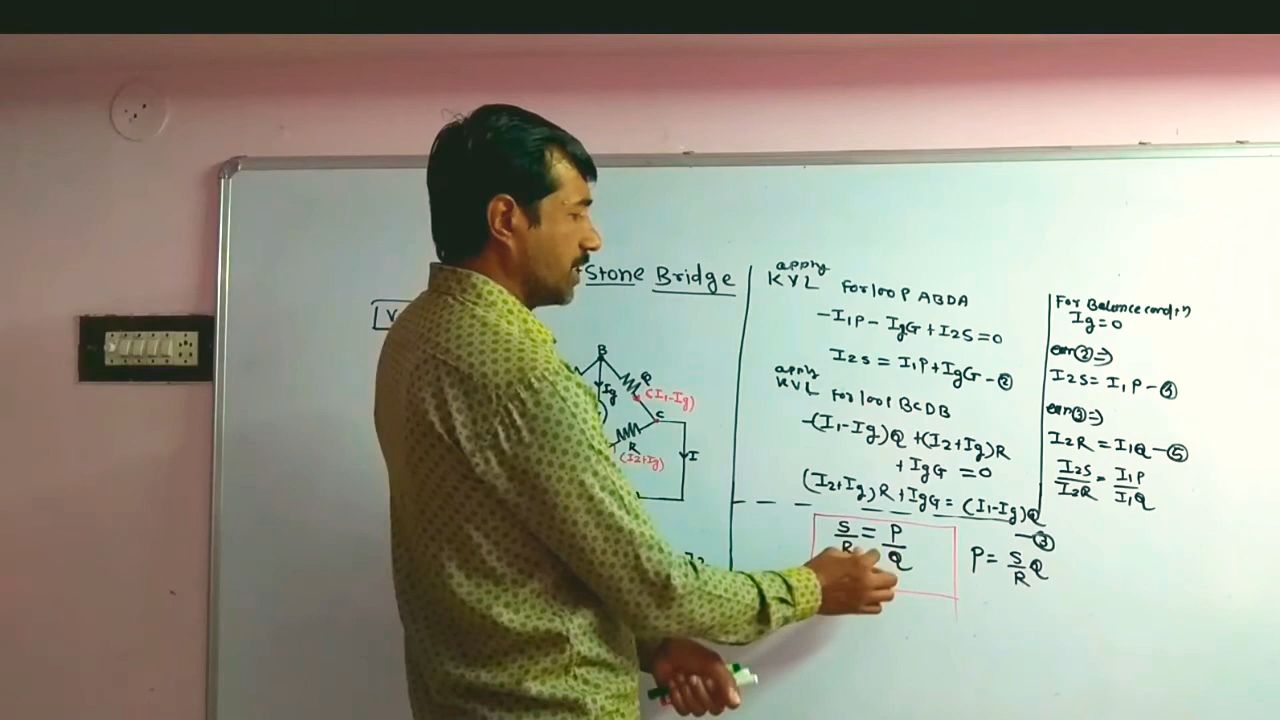 Stone Bridge
B
Ig
Q
(I1-Ig)
C
R
(I2+Ig)
I
I2
apply
KVL For loop ABDA
-I1P - IgG + I2S = 0
I2S = I1P + IgG - ②
apply
KVL For loop BCDB
-(I1-Ig)Q + (I2+Ig)R
+ IgG = 0
(I2+Ig)R + IgG = (I1-Ig)Q
- ③
S/R = P/Q
P = S/R Q
For Balence
Ig = 0
eqn ② ⇒
I2S = I1P - ④
eqn ③ ⇒
I2R = I1Q - ⑤
I2S/I2R = I1P/I1Q